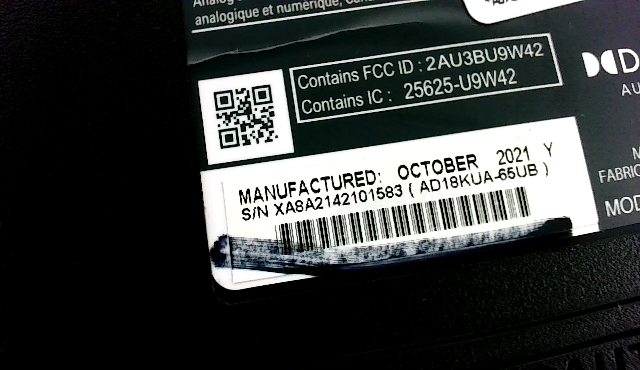 analogique et numérique,
Contains FCC ID : 2AU3BU9W42
Contains IC : 25625-U9W42
AU
MANUFACTURED: OCTOBER 2021 Y
S/N XA8A2142101583 ( AD18KUA-65UB )
FABRIC
MOD